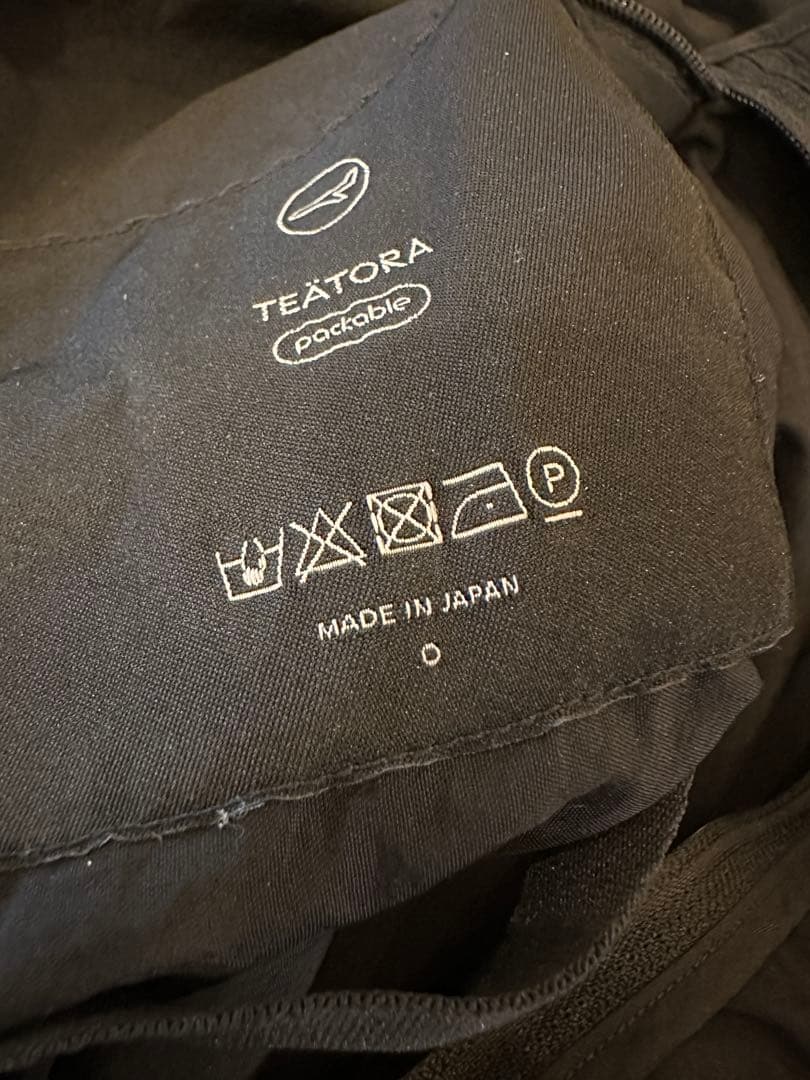 TEÄTORA
packable
P
MADE IN JAPAN
0